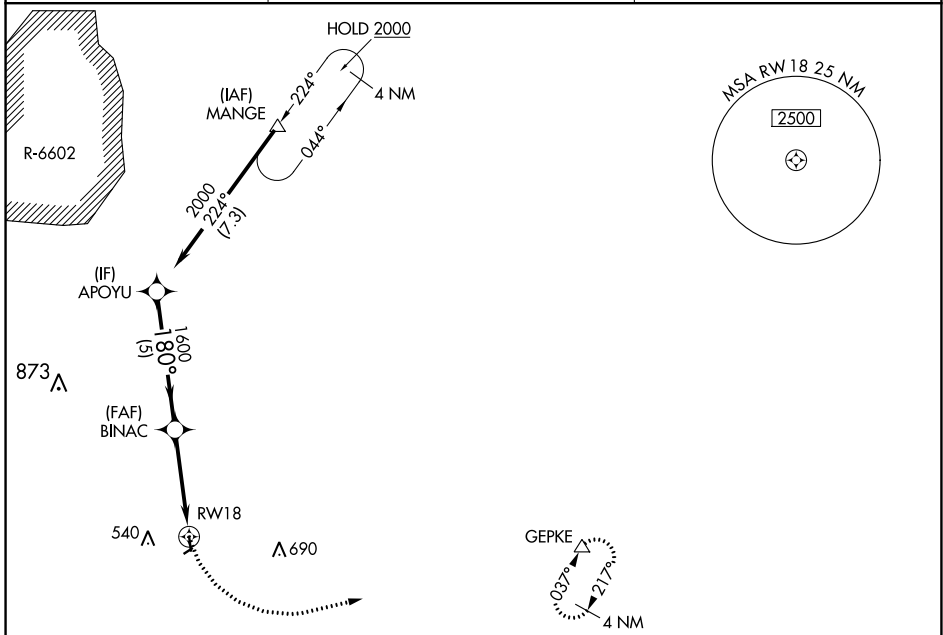 HOLD 2000
224°
4 NM
(IAF)
MANGE
044°
MSA RW 18 25 NM
2500
R-6602
2000
224°
(7.3)
(IF)
APOYU
1600
180°
(5)
873
(FAF)
BINAC
RW18
540
690
GEPKE
037°
217°
4 NM